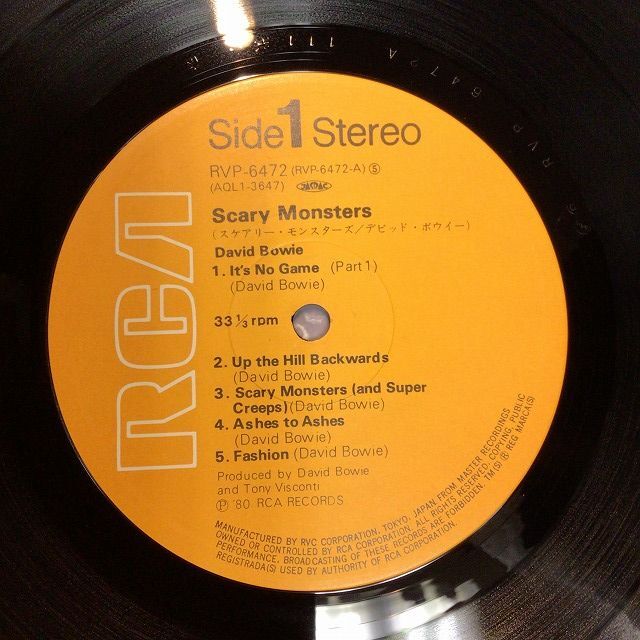 Side 1 Stereo
RVP-6472 (RVP-6472-A) ⑤
(AQL1-3647)
Scary Monsters
(スケアリー・モンスターズ/デビッド・ボウイー)
David Bowie
1. It's No Game (Part 1)
(David Bowie)
33 1/3 rpm
2. Up the Hill Backwards
(David Bowie)
3. Scary Monsters (and Super
Creeps) (David Bowie)
4. Ashes to Ashes
(David Bowie)
5. Fashion (David Bowie)
Produced by David Bowie
and Tony Visconti
Ⓟ '80 RCA RECORDS
RCA
MANUFACTURED BY RVC CORPORATION, TOKYO, JAPAN FROM MASTER RECORDINGS
OWNED OR CONTROLLED BY RCA CORPORATION. ALL RIGHTS RESERVED. COPYING, PUBLIC
PERFORMANCE, BROADCASTING OF THESE RECORDS ARE FORBIDDEN. TM(S) ® REG MARCA(S)
REGISTRADA(S) USED BY AUTHORITY OF RCA CORPORATION.
111
RVP 6472 A